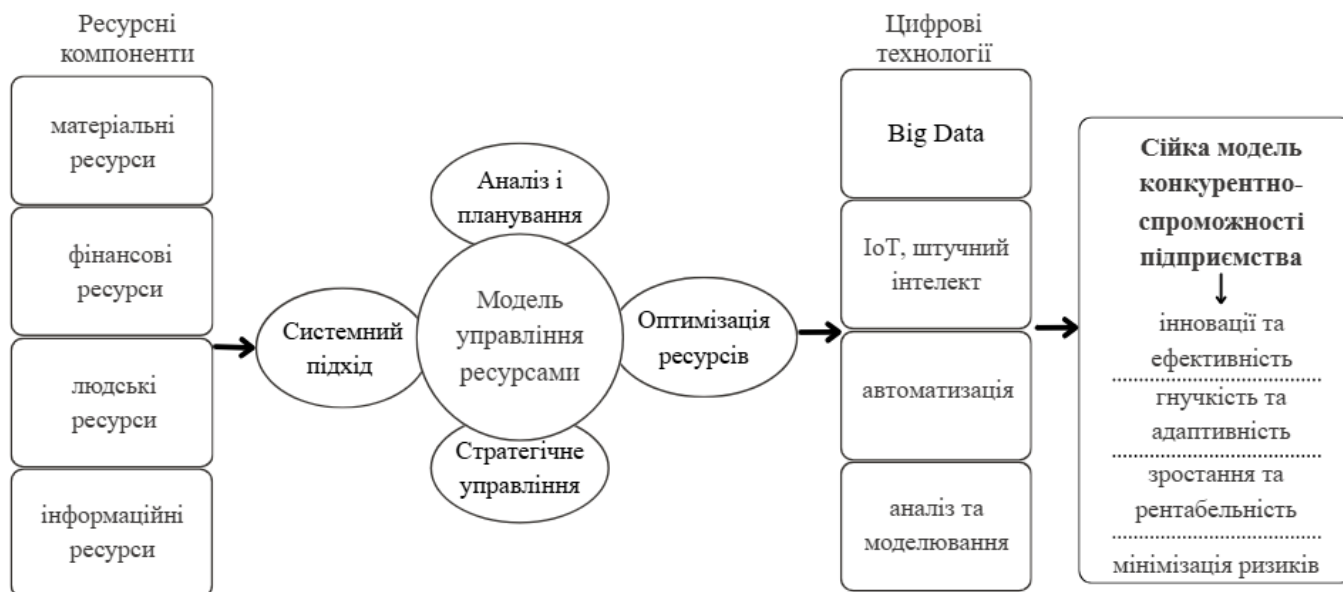 Ресурсні
компоненти
матеріальні
ресурси
фінансові
ресурси
людські
ресурси
інформаційні
ресурси
Системний
підхід
Аналіз і
планування
Модель
управління
ресурсами
Стратегічне
управління
Оптимізація
ресурсів
Цифрові
технології
Big Data
IoT, штучний
інтелект
автоматизація
аналіз та
моделювання
Сійка модель
конкурентно-
спроможності
підприємства
інновації та
ефективність
гнучкість та
адаптивність
зростання та
рентабельність
мінімізація ризиків